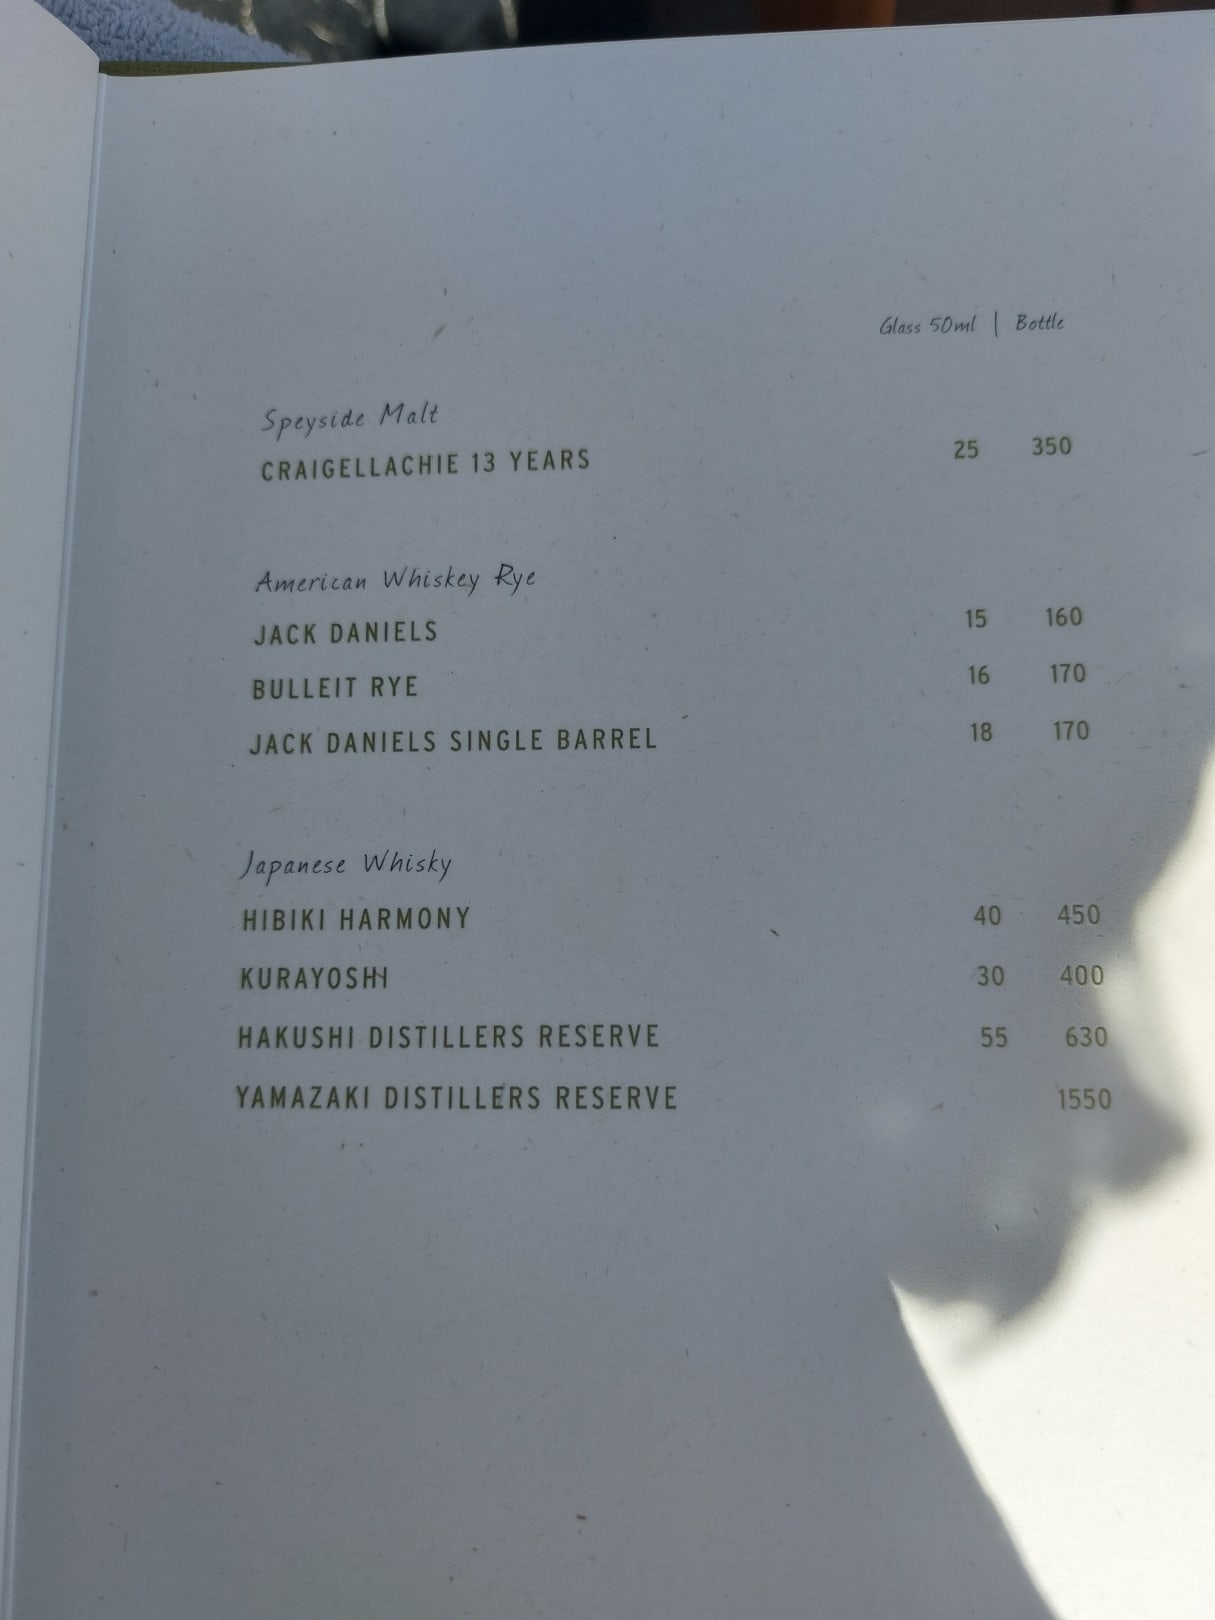 Glass 50ml | Bottle
Speyside Malt
CRAIGELLACHIE 13 YEARS 25 350
American Whiskey Rye
JACK DANIELS 15 160
BULLEIT RYE 16 170
JACK DANIELS SINGLE BARREL 18 170
Japanese Whisky
HIBIKI HARMONY 40 450
KURAYOSHI 30 400
HAKUSHI DISTILLERS RESERVE 55 630
YAMAZAKI DISTILLERS RESERVE 1550